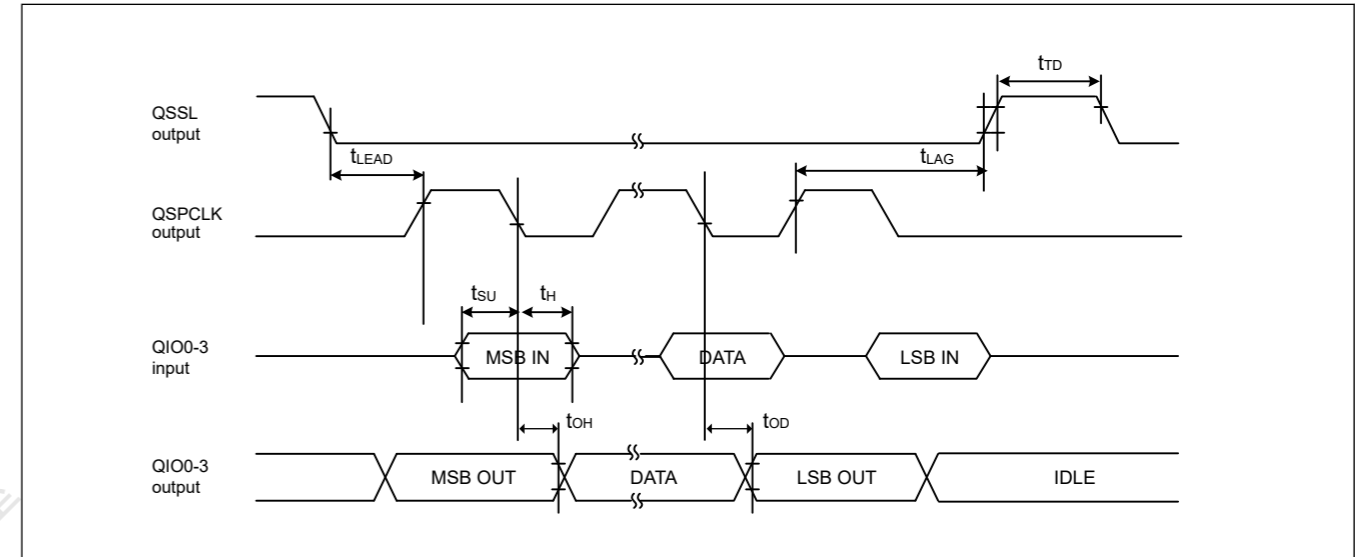 tTD
QSSL
output
tLEAD
tLAG
QSPCLK
output
tSU
tH
QIO0-3
input
MSB IN
DATA
LSB IN
tOH
tOD
QIO0-3
output
MSB OUT
DATA
LSB OUT
IDLE